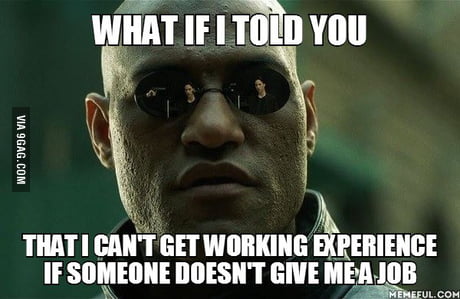 WHAT IF I TOLD YOU
VIA 9GAG.COM
THAT I CAN'T GET WORKING EXPERIENCE
IF SOMEONE DOESN'T GIVE ME A JOB
MEMEFUL.COM